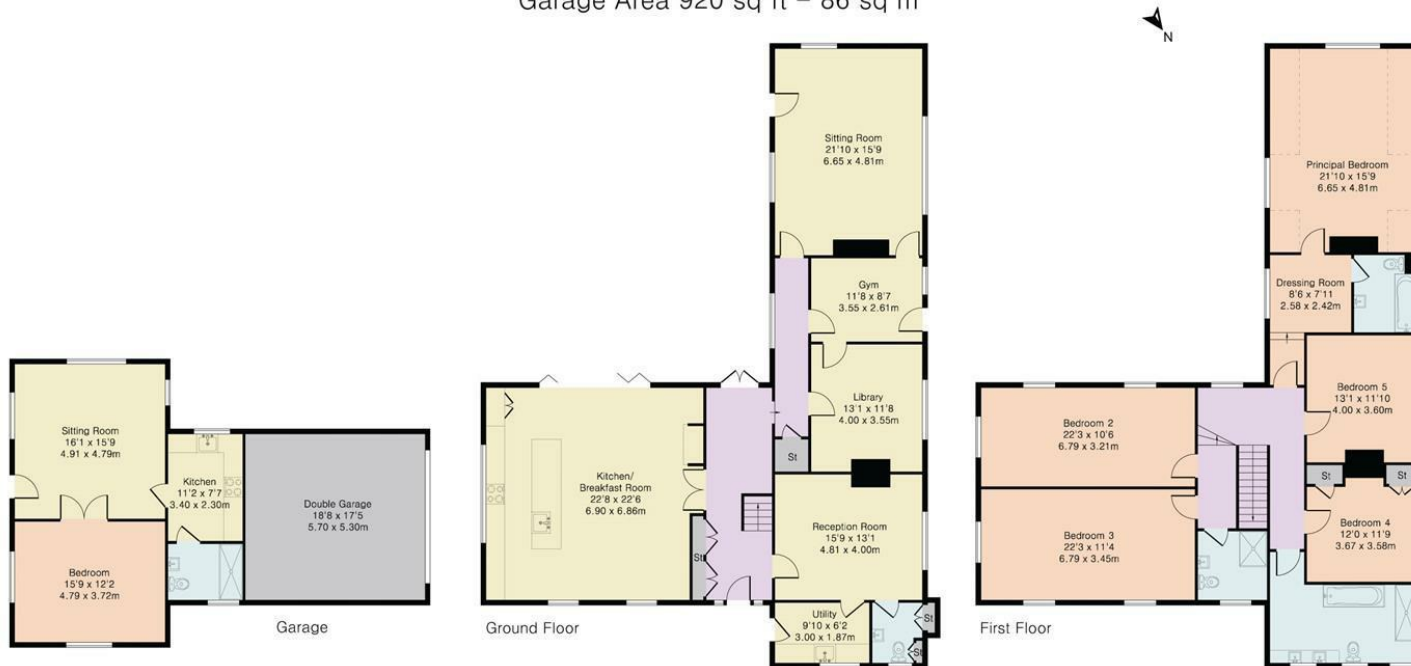 Garage Area 920 sq ft - 86 sq m
N
Sitting Room
16'1 x 15'9
4.91 x 4.79m
Kitchen
11'2 x 7'7
3.40 x 2.30m
Double Garage
18'8 x 17'5
5.70 x 5.30m
Bedroom
15'9 x 12'2
4.79 x 3.72m
Garage
Sitting Room
21'10 x 15'9
6.65 x 4.81m
Gym
11'8 x 8'7
3.55 x 2.61m
Library
13'1 x 11'8
4.00 x 3.55m
St
Kitchen/
Breakfast Room
22'8 x 22'6
6.90 x 6.86m
St
Reception Room
15'9 x 13'1
4.81 x 4.00m
Utility
9'10 x 6'2
3.00 x 1.87m
St
St
Ground Floor
Principal Bedroom
21'10 x 15'9
6.65 x 4.81m
Dressing Room
8'6 x 7'11
2.58 x 2.42m
Bedroom 5
13'1 x 11'10
4.00 x 3.60m
Bedroom 2
22'3 x 10'6
6.79 x 3.21m
St
St
Bedroom 4
12'0 x 11'9
3.67 x 3.58m
Bedroom 3
22'3 x 11'4
6.79 x 3.45m
First Floor